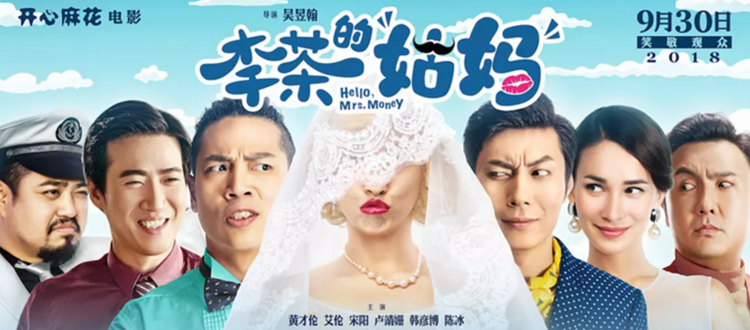 开心麻花电影
导演 吴昱翰
李茶的"姑妈"
Hello,
Mrs. Money
9月30日
笑敬观众
2018
主演
黄才伦 艾伦 宋阳 卢靖姗 韩彦博 陈冰